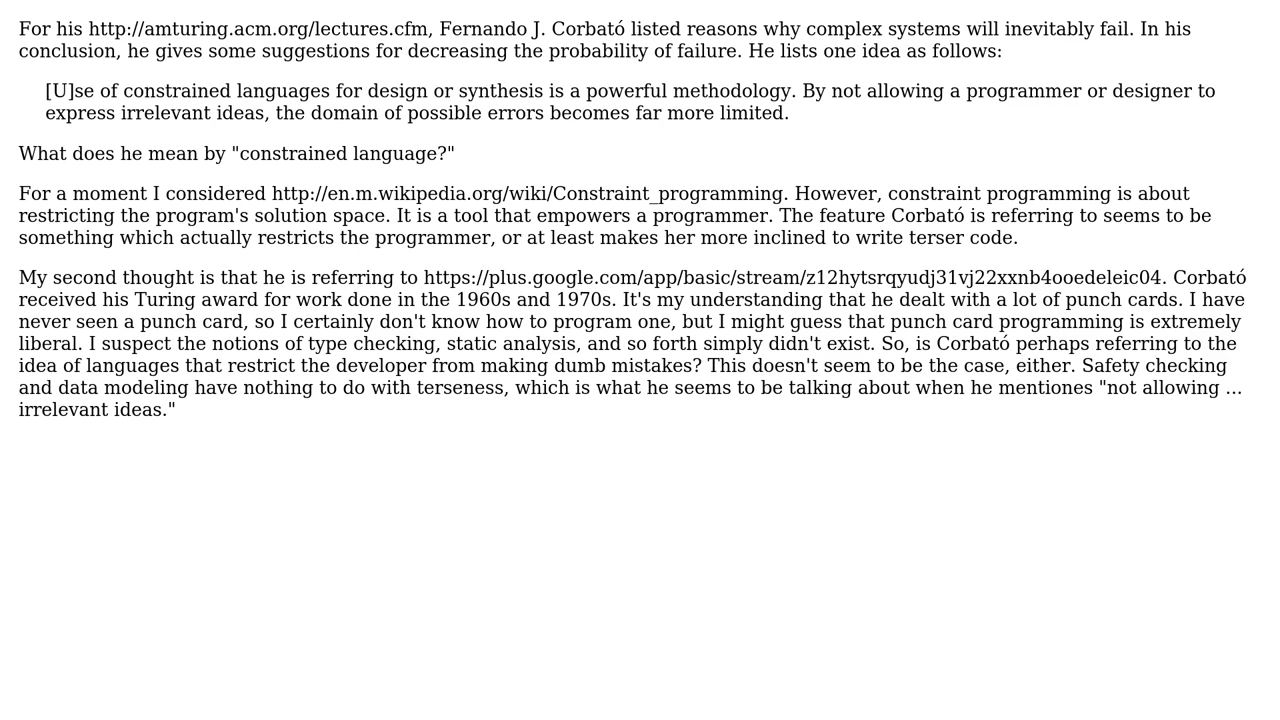 For his http://amturing.acm.org/lectures.cfm, Fernando J. Corbató listed reasons why complex systems will inevitably fail. In his
conclusion, he gives some suggestions for decreasing the probability of failure. He lists one idea as follows:
[U]se of constrained languages for design or synthesis is a powerful methodology. By not allowing a programmer or designer to
express irrelevant ideas, the domain of possible errors becomes far more limited.
What does he mean by "constrained language?"
For a moment I considered http://en.m.wikipedia.org/wiki/Constraint_programming. However, constraint programming is about
restricting the program's solution space. It is a tool that empowers a programmer. The feature Corbató is referring to seems to be
something which actually restricts the programmer, or at least makes her more inclined to write terser code.
My second thought is that he is referring to https://plus.google.com/app/basic/stream/z12hytsrqyudj31vj22xxnb4ooedeleic04. Corbató
received his Turing award for work done in the 1960s and 1970s. It's my understanding that he dealt with a lot of punch cards. I have
never seen a punch card, so I certainly don't know how to program one, but I might guess that punch card programming is extremely
liberal. I suspect the notions of type checking, static analysis, and so forth simply didn't exist. So, is Corbató perhaps referring to the
idea of languages that restrict the developer from making dumb mistakes? This doesn't seem to be the case, either. Safety checking
and data modeling have nothing to do with terseness, which is what he seems to be talking about when he mentiones "not allowing ...
irrelevant ideas."